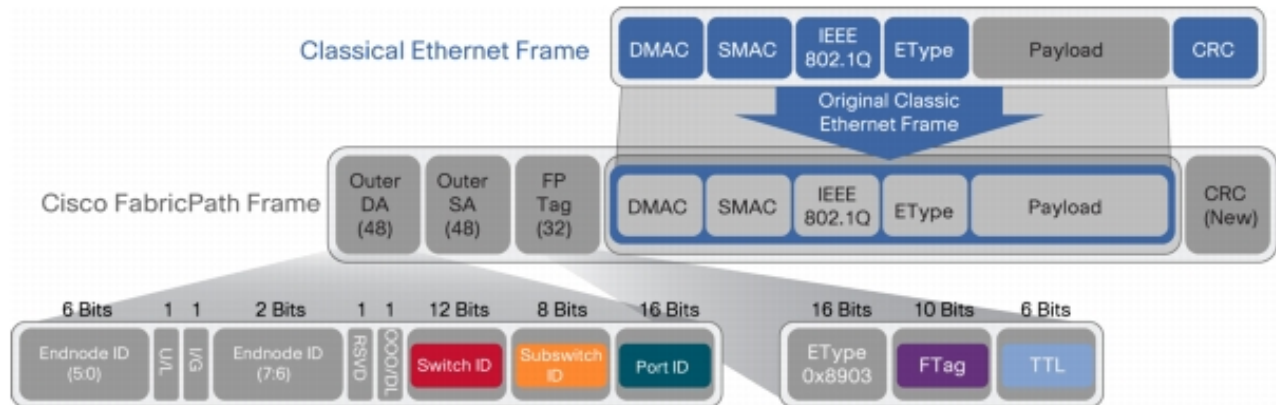 Classical Ethernet Frame
DMAC
SMAC
IEEE
802.1Q
EType
Payload
CRC
Original Classic
Ethernet Frame
Cisco FabricPath Frame
Outer
DA
(48)
Outer
SA
(48)
FP
Tag
(32)
DMAC
SMAC
IEEE
802.1Q
EType
Payload
CRC
(New)
6 Bits
1
1
2 Bits
1
1
12 Bits
8 Bits
16 Bits
Endnode ID
(5:0)
U/L
I/G
Endnode ID
(7:6)
RSVD
OOO/DL
Switch ID
Subswitch
ID
Port ID
16 Bits
10 Bits
6 Bits
EType
0x8903
FTag
TTL